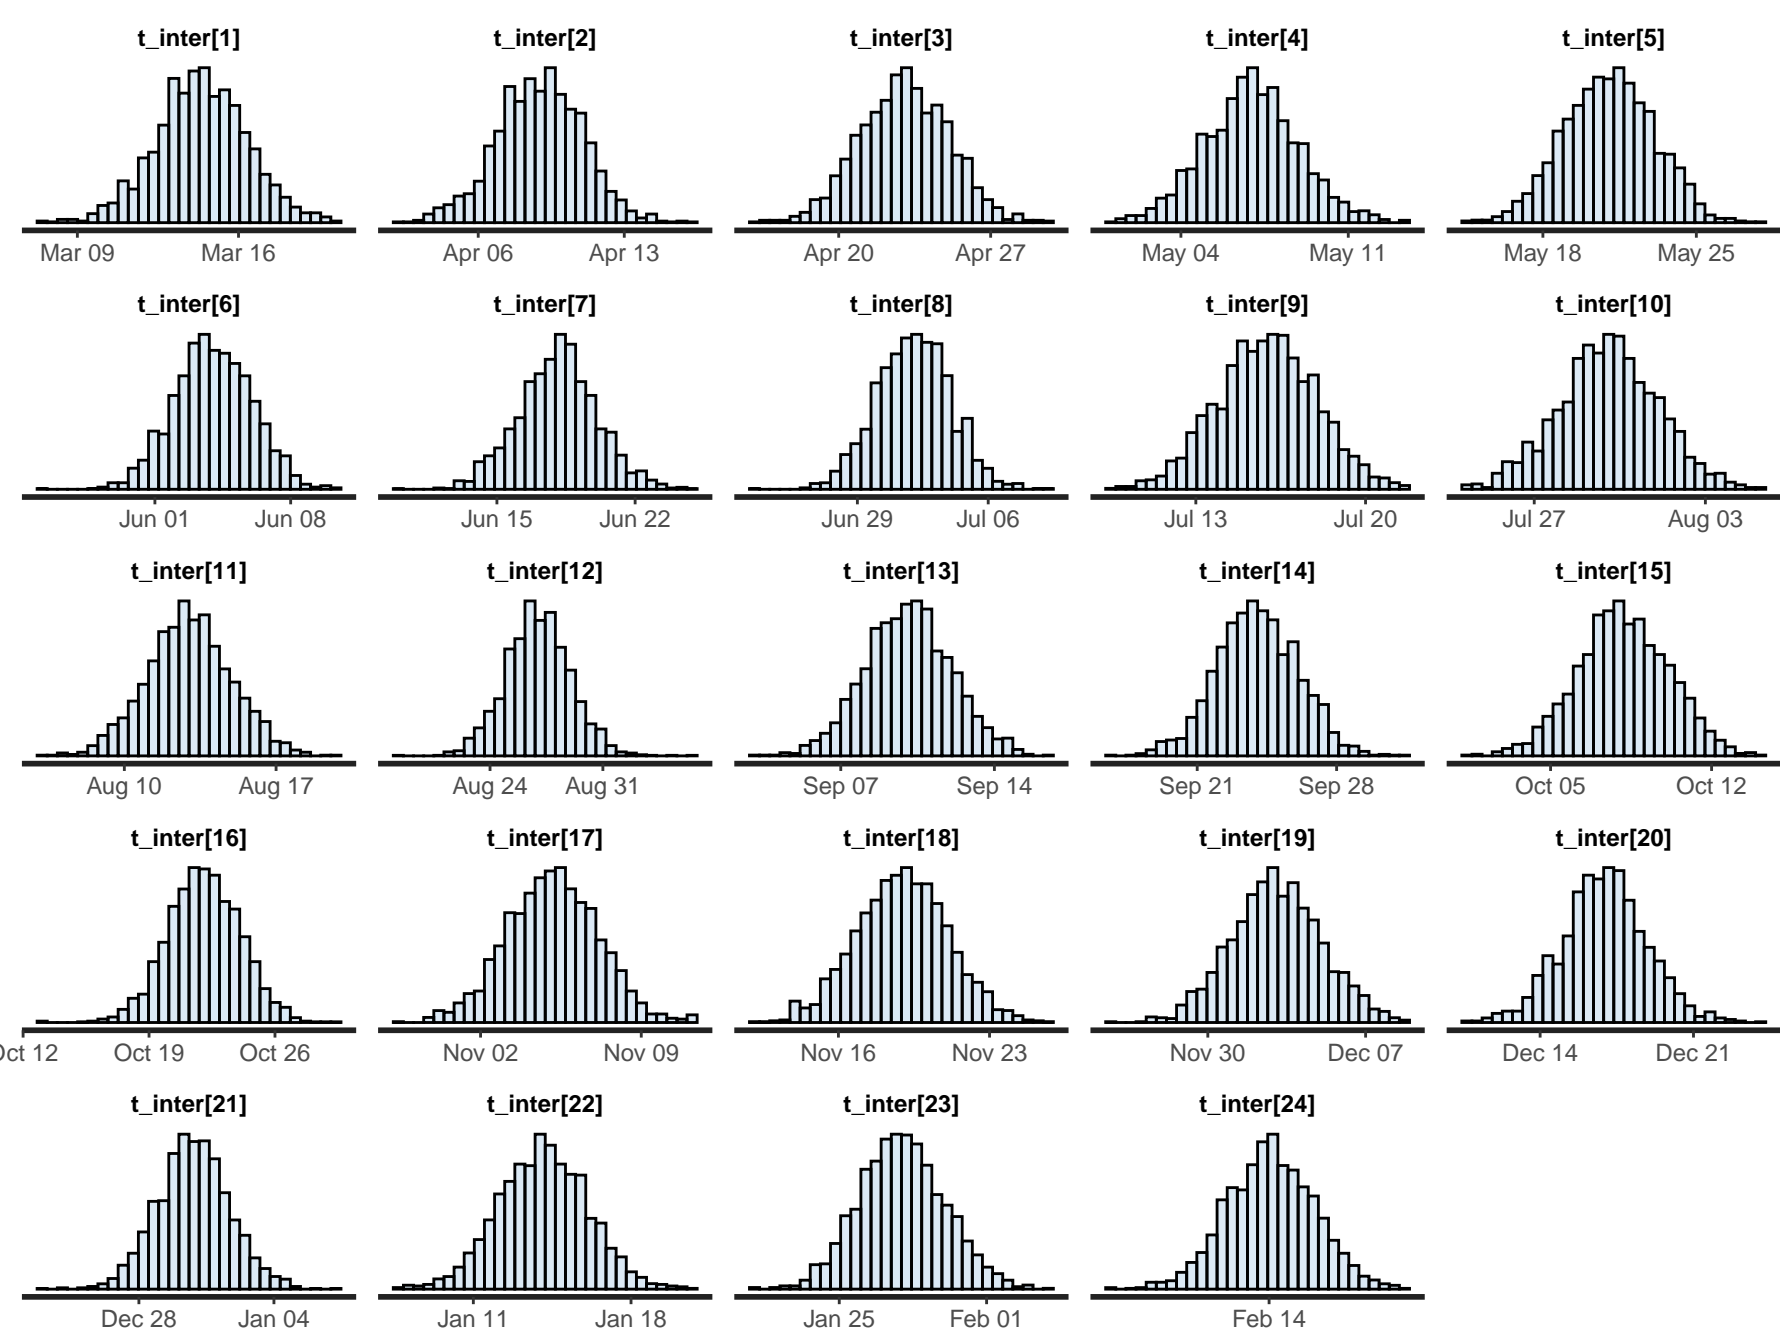 t_inter[1] t_inter[2] t_inter[3] t_inter[4] t_inter[5]
Mar 09 Mar 16 Apr 06 Apr 13 Apr 20 Apr 27 May 04 May 11 May 18 May 25
t_inter[6] t_inter[7] t_inter[8] t_inter[9] t_inter[10]
Jun 01 Jun 08 Jun 15 Jun 22 Jun 29 Jul 06 Jul 13 Jul 20 Jul 27 Aug 03
t_inter[11] t_inter[12] t_inter[13] t_inter[14] t_inter[15]
Aug 10 Aug 17 Aug 24 Aug 31 Sep 07 Sep 14 Sep 21 Sep 28 Oct 05 Oct 12
t_inter[16] t_inter[17] t_inter[18] t_inter[19] t_inter[20]
Oct 12 Oct 19 Oct 26 Nov 02 Nov 09 Nov 16 Nov 23 Nov 30 Dec 07 Dec 14 Dec 21
t_inter[21] t_inter[22] t_inter[23] t_inter[24]
Dec 28 Jan 04 Jan 11 Jan 18 Jan 25 Feb 01 Feb 14